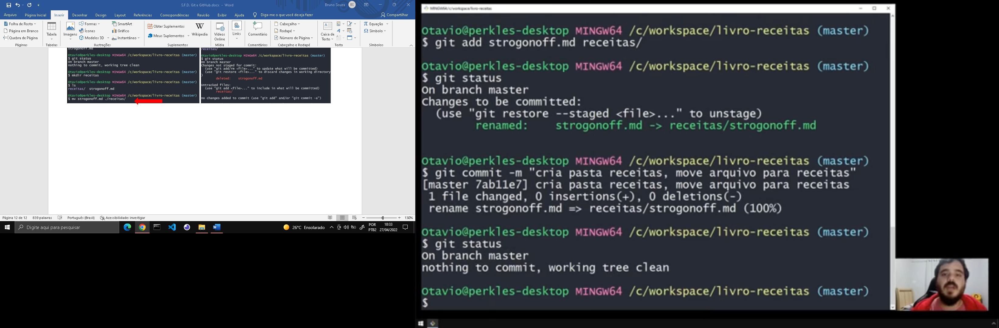 S.F.D. Git e GitHub.docx - Word
Bruno Souza
BS
Arquivo Página Inicial Inserir Desenhar Design Layout Referências Correspondências Revisão Exibir Ajuda Diga-me o que você deseja fazer Compartilhar
Folha de Rosto
Página em Branco
Quebra de Página
Páginas
Tabela
Tabelas
Imagens
Formas
Ícones
Modelos 3D
SmartArt
Gráfico
Instantâneo
Ilustrações
Obter Suplementos
Meus Suplementos
Wikipedia
Suplementos
Vídeos
Online
Mídia
Links
Comentário
Comentários
Cabeçalho
Rodapé
Número de Página
Cabeçalho e Rodapé
Caixa de
Texto
Texto
Equação
Símbolo
Símbolos
strogonoff.md
Otavio@perkles-desktop MINGW64 /c/workspace/livro-receitas (master)
$ git status
On branch master
nothing to commit, working tree clean
Otavio@perkles-desktop MINGW64 /c/workspace/livro-receitas (master)
$ mkdir receitas
Otavio@perkles-desktop MINGW64 /c/workspace/livro-receitas (master)
$ ls
receitas/ strogonoff.md
Otavio@perkles-desktop MINGW64 /c/workspace/livro-receitas (master)
$ mv strogonoff.md ./receitas/
receitas/
Otavio@perkles-desktop MINGW64 /c/workspace/livro-receitas (master)
$ git status
On branch master
Changes not staged for commit:
(use "git add/rm <file>..." to update what will be committed)
(use "git restore <file>..." to discard changes in working directory
)
deleted: strogonoff.md
Untracked files:
(use "git add <file>..." to include in what will be committed)
receitas/
no changes added to commit (use "git add" and/or "git commit -a")
Página 12 de 12 839 palavras Português (Brasil) Acessibilidade: investigar 130%
Digite aqui para pesquisar
26°C Ensolarado
POR
PTB2
10:33
27/04/2022
MINGW64:/c/workspace/livro-receitas
Otavio@perkles-desktop MINGW64 /c/workspace/livro-receitas (master)
$ git add strogonoff.md receitas/
Otavio@perkles-desktop MINGW64 /c/workspace/livro-receitas (master)
$ git status
On branch master
Changes to be committed:
(use "git restore --staged <file>..." to unstage)
renamed: strogonoff.md -> receitas/strogonoff.md
Otavio@perkles-desktop MINGW64 /c/workspace/livro-receitas (master)
$ git commit -m "cria pasta receitas, move arquivo para receitas"
[master 7ab11e7] cria pasta receitas, move arquivo para receitas
1 file changed, 0 insertions(+), 0 deletions(-)
rename strogonoff.md => receitas/strogonoff.md (100%)
Otavio@perkles-desktop MINGW64 /c/workspace/livro-receitas (master)
$ git status
On branch master
nothing to commit, working tree clean
Otavio@perkles-desktop MINGW64 /c/workspace/livro-receitas (master)
$